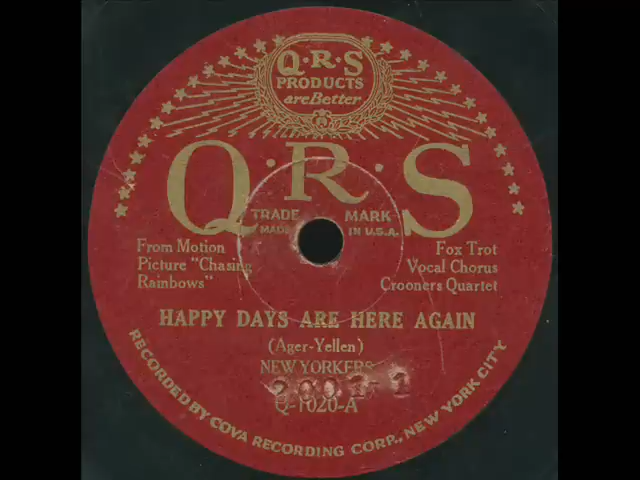 Q·R·S
PRODUCTS
are Better
Q·R·S
TRADE MARK
MADE IN U.S.A.
From Motion
Picture "Chasing
Rainbows"
Fox Trot
Vocal Chorus
Crooners Quartet
HAPPY DAYS ARE HERE AGAIN
(Ager-Yellen)
NEW YORKERS
Q-1020-A
RECORDED BY COVA RECORDING CORP., NEW YORK CITY